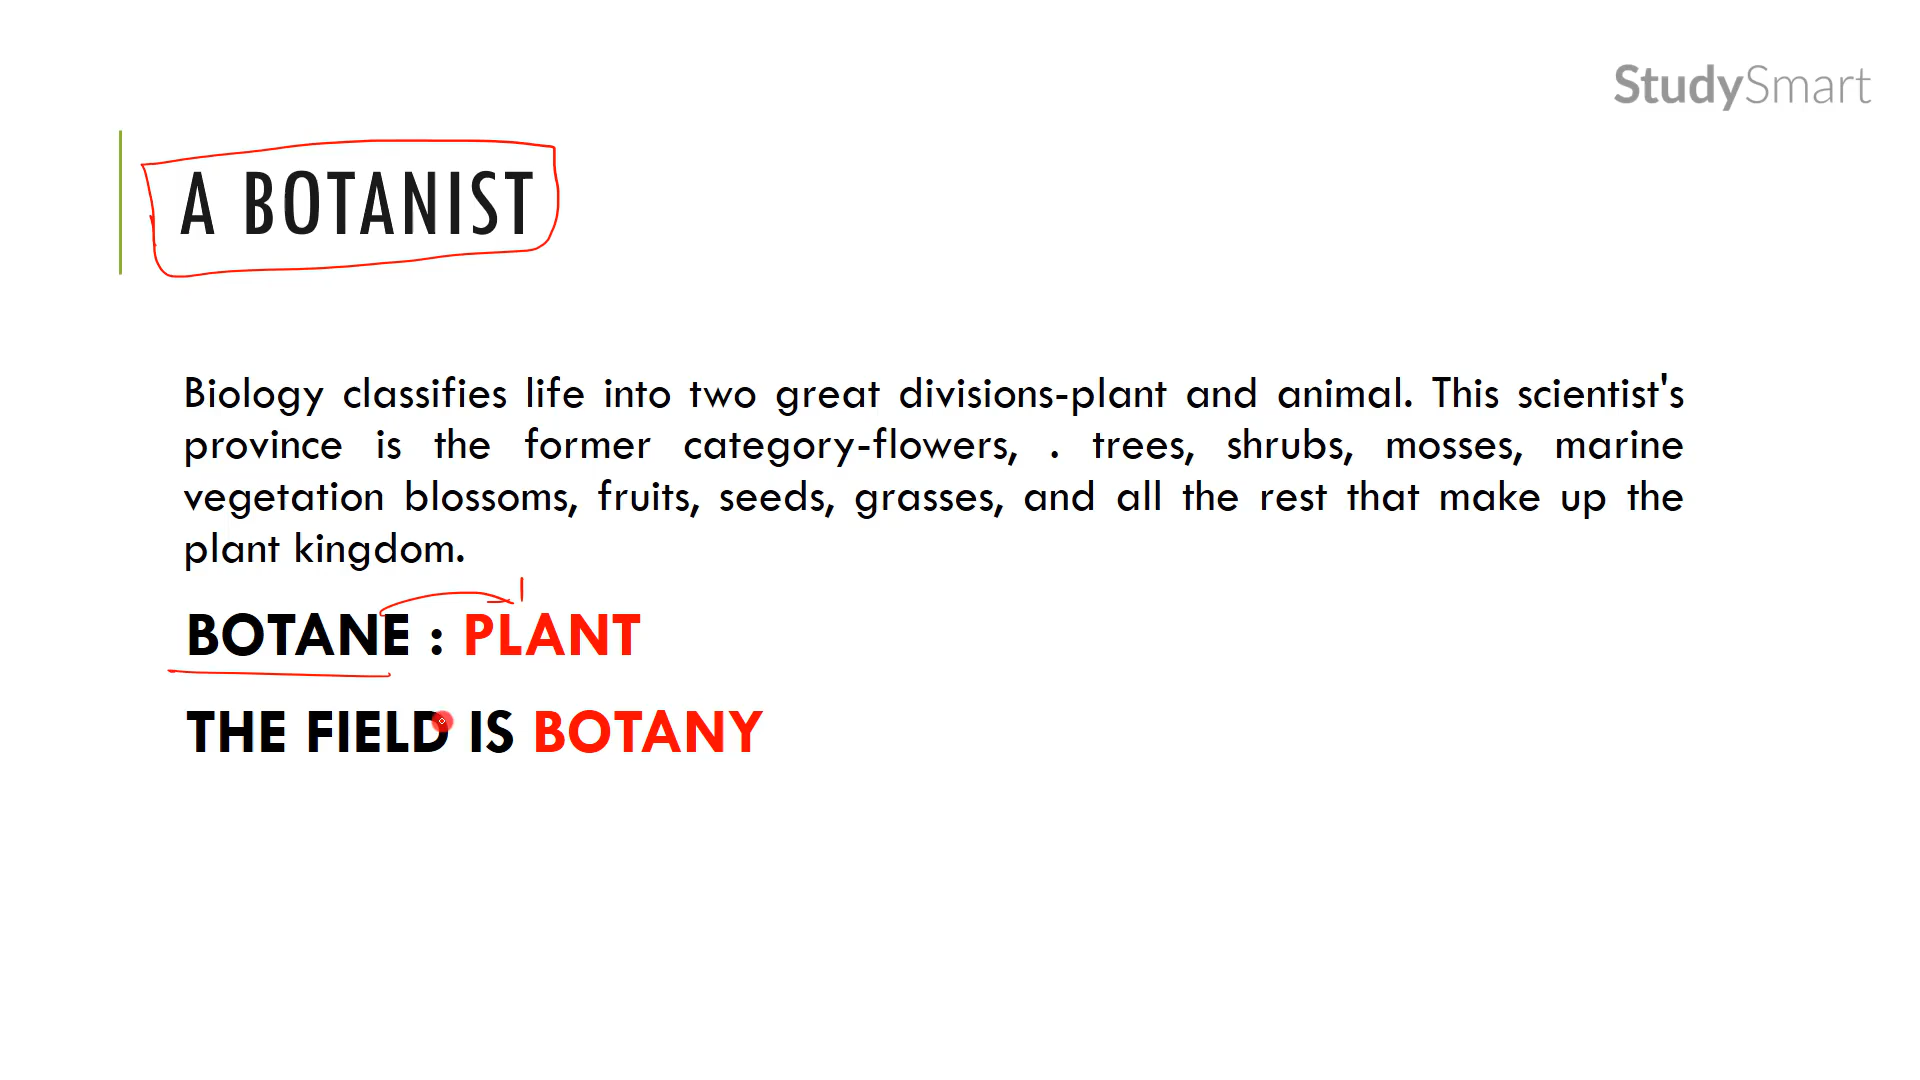 StudySmart
A BOTANIST
Biology classifies life into two great divisions-plant and animal. This scientist's
province is the former category-flowers, . trees, shrubs, mosses, marine
vegetation blossoms, fruits, seeds, grasses, and all the rest that make up the
plant kingdom.
BOTANE : PLANT
THE FIELD IS BOTANY